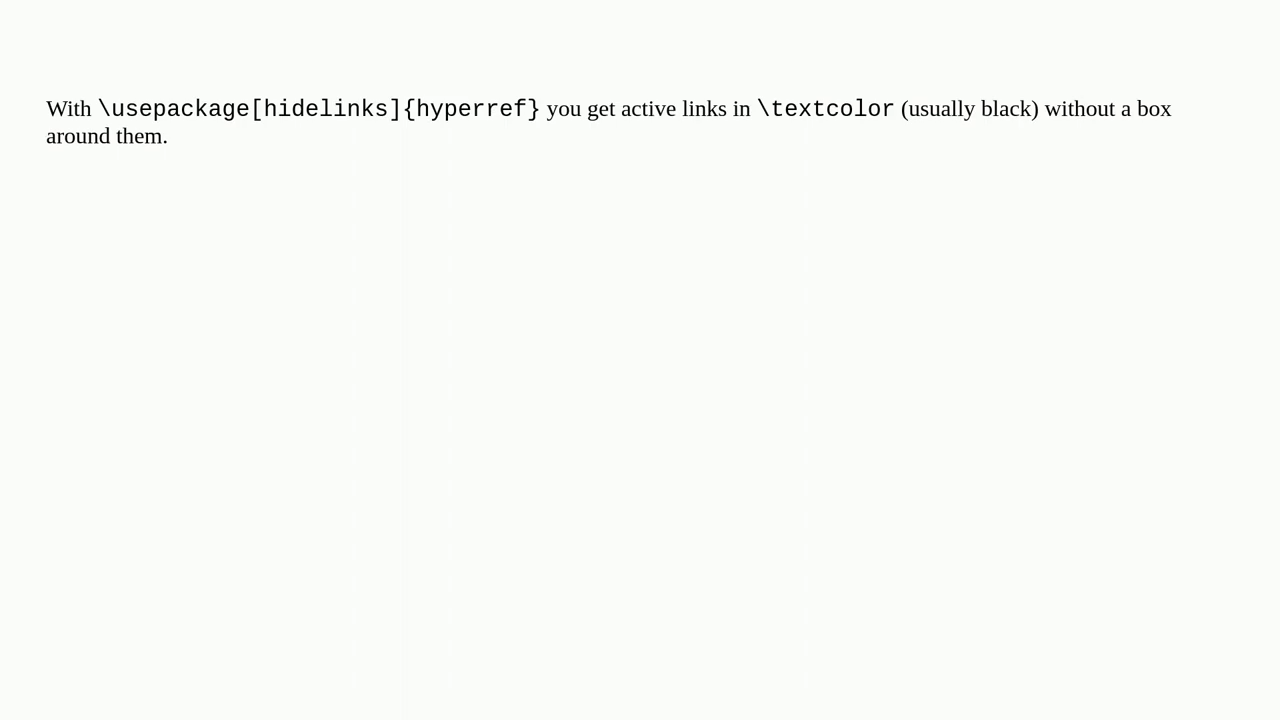 With \usepackage[hidelinks]{hyperref} you get active links in \textcolor (usually black) without a box
around them.